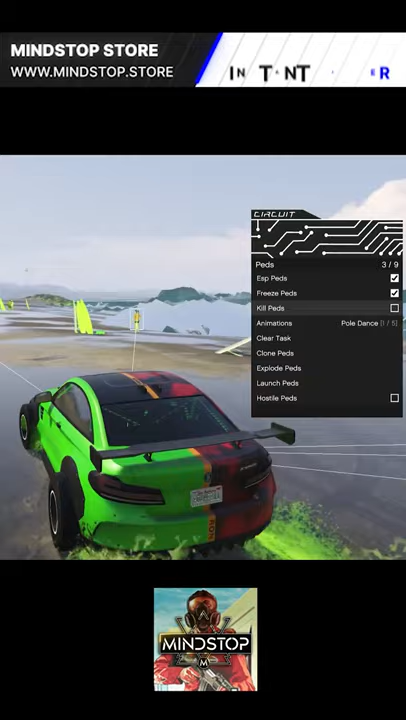 MINDSTOP STORE
WWW.MINDSTOP.STORE
CIRCUIT
Peds 3 / 9
Esp Peds
Freeze Peds
Kill Peds
Animations Pole Dance [1 / 5]
Clear Task
Clone Peds
Explode Peds
Launch Peds
Hostile Peds
MINDSTOP
M